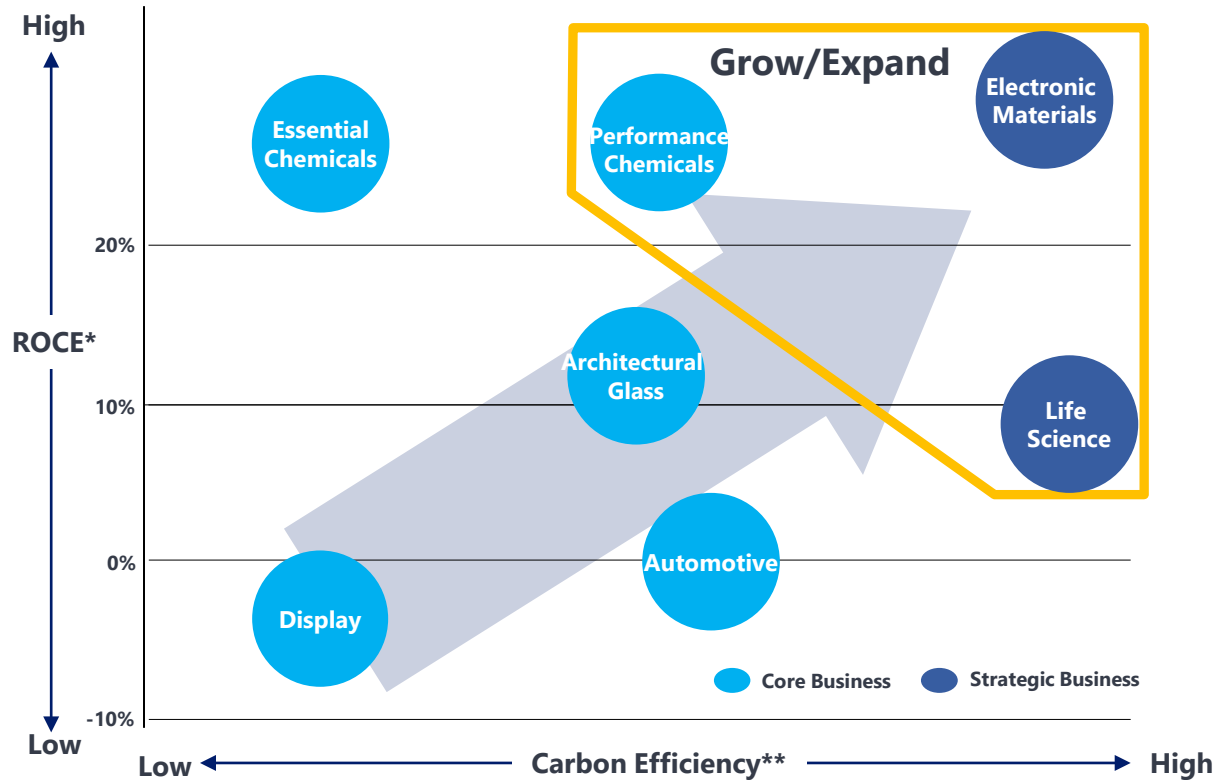 High
Grow/Expand
Electronic
Materials
Essential
Chemicals
Performance
Chemicals
20%
ROCE*
Architectural
Glass
10%
Life
Science
0%
Automotive
Display
Core Business
Strategic Business
-10%
Low
Low
Carbon Efficiency**
High